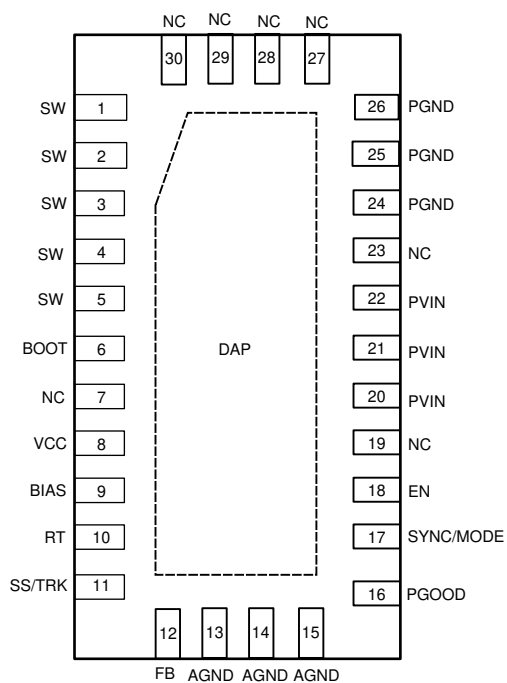 NC NC NC NC
30 29 28 27
SW 1
SW 2
SW 3
SW 4
SW 5
BOOT 6
NC 7
VCC 8
BIAS 9
RT 10
SS/TRK 11
DAP
26 PGND
25 PGND
24 PGND
23 NC
22 PVIN
21 PVIN
20 PVIN
19 NC
18 EN
17 SYNC/MODE
16 PGOOD
12 13 14 15
FB AGND AGND AGND